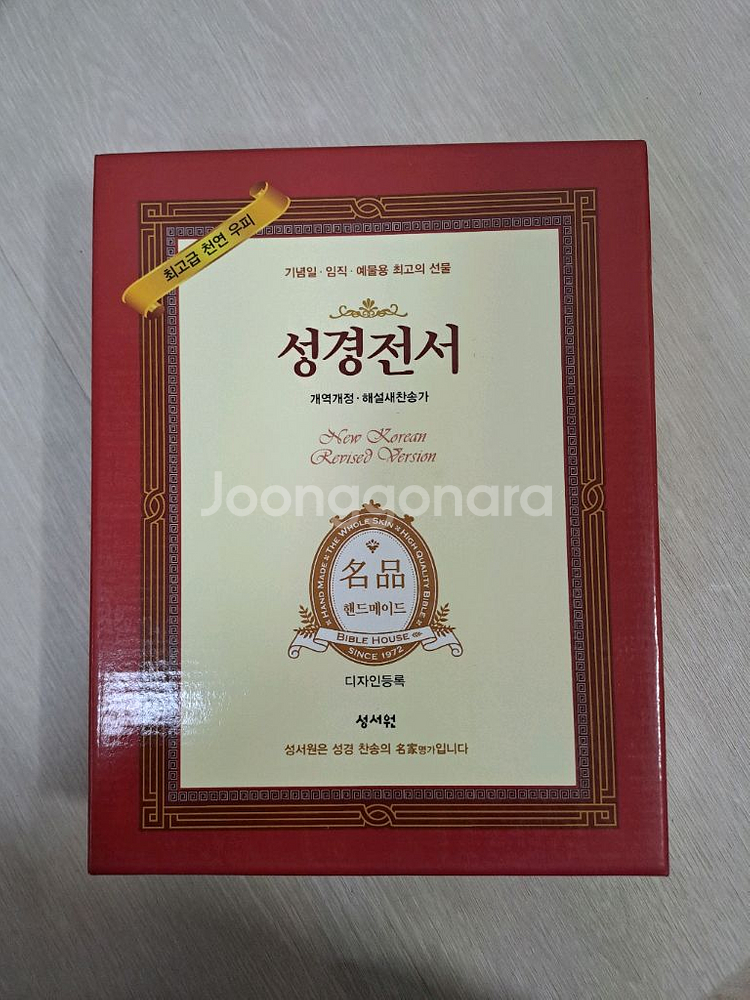 최고급 천연 우피
기념일 · 임직 · 예물용 최고의 선물
성경전서
개역개정 · 해설새찬송가
New Korean
Revised Version
Joonggonara
HAND MADE × THE WHOLE SKIN × HIGH QUALITY BIBLE
名品
핸드메이드
BIBLE HOUSE
SINCE 1972
디자인등록
성서원
성서원은 성경 찬송의 名家명가입니다